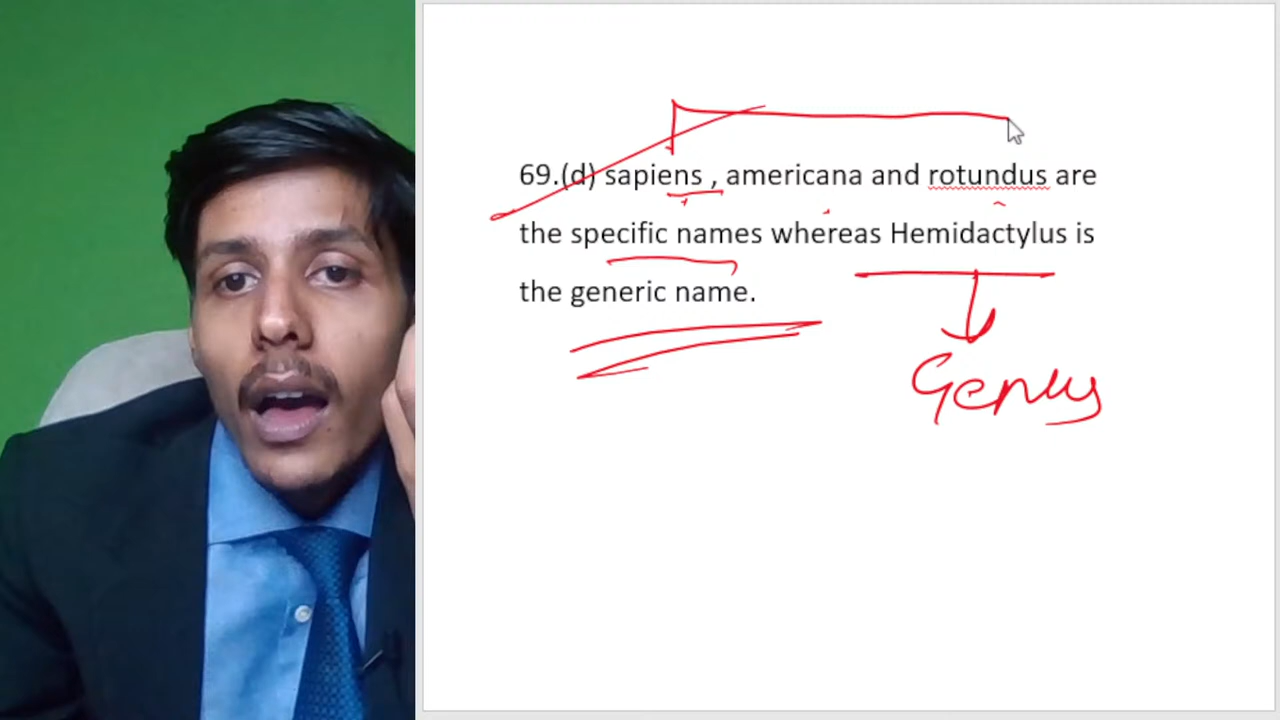 69.(d) sapiens , americana and rotundus are
the specific names whereas Hemidactylus is
the generic name.
Genus